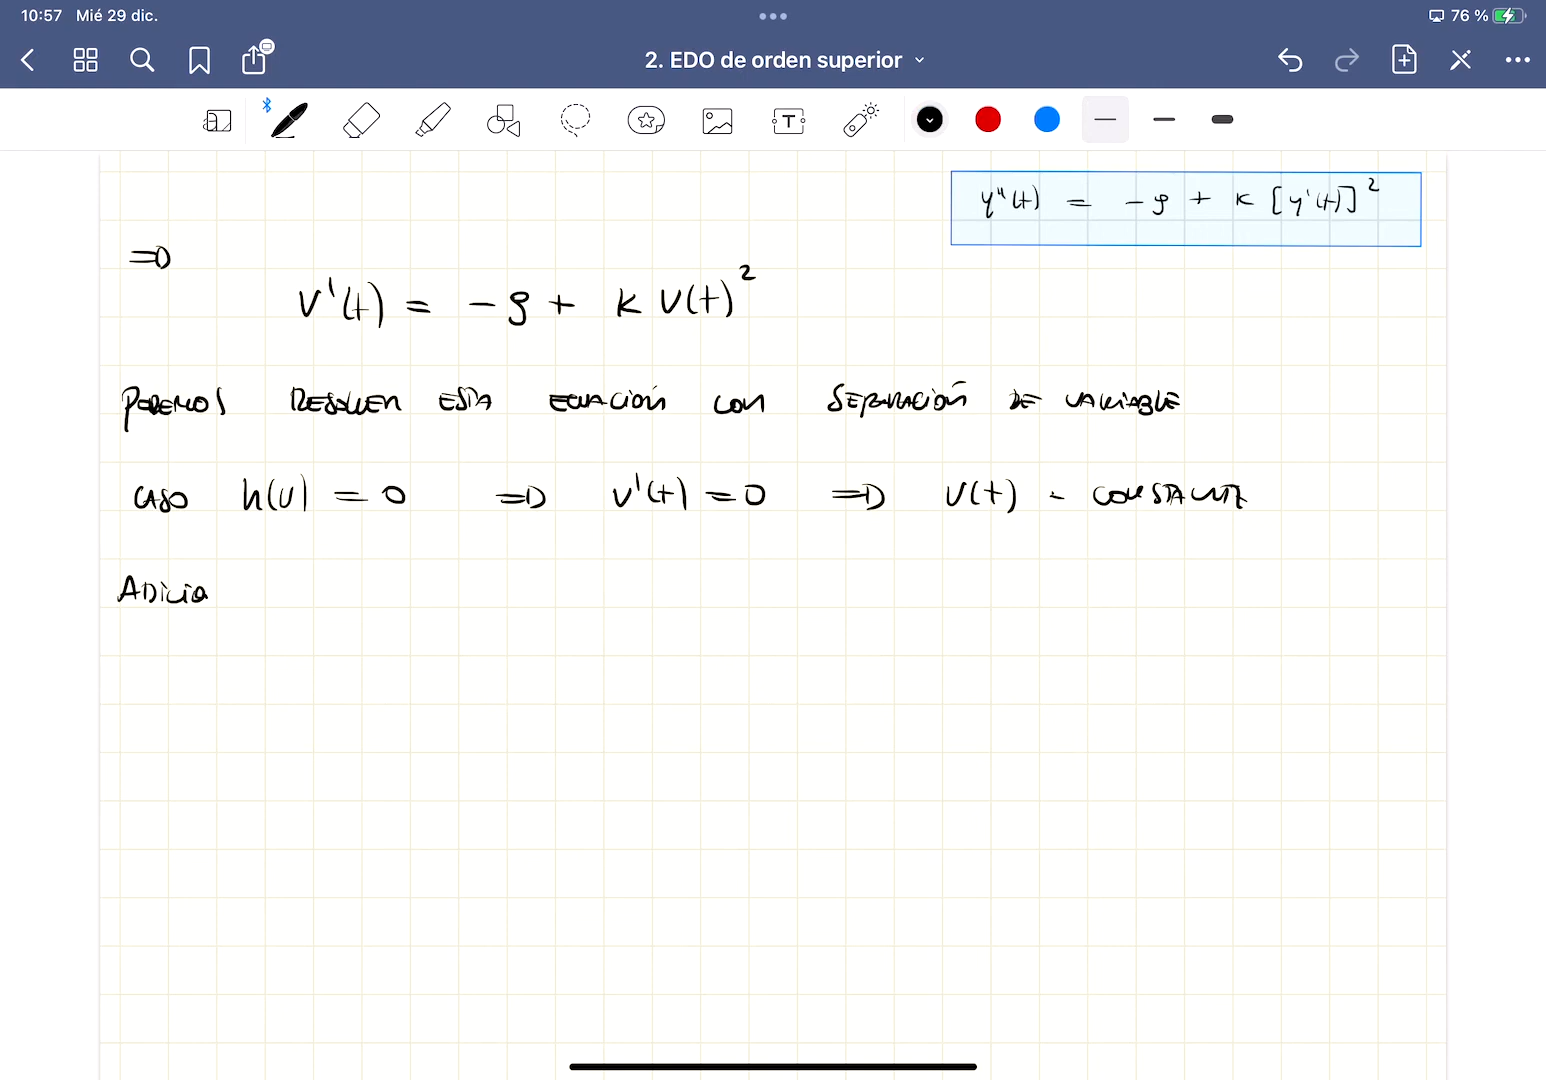 10:57 Mié 29 dic. 76 %
2. EDO de orden superior
y''(t) = -g + k [y'(t)]²
=D
v'(t) = -g + k v(t)²
PODEMOS RESOLVER ESTA ECUACIÓN CON SEPARACIÓN DE VARIABLE
CASO h(v) = 0 =D v'(t) = 0 =D v(t) = CONSTANTE
ADICIO